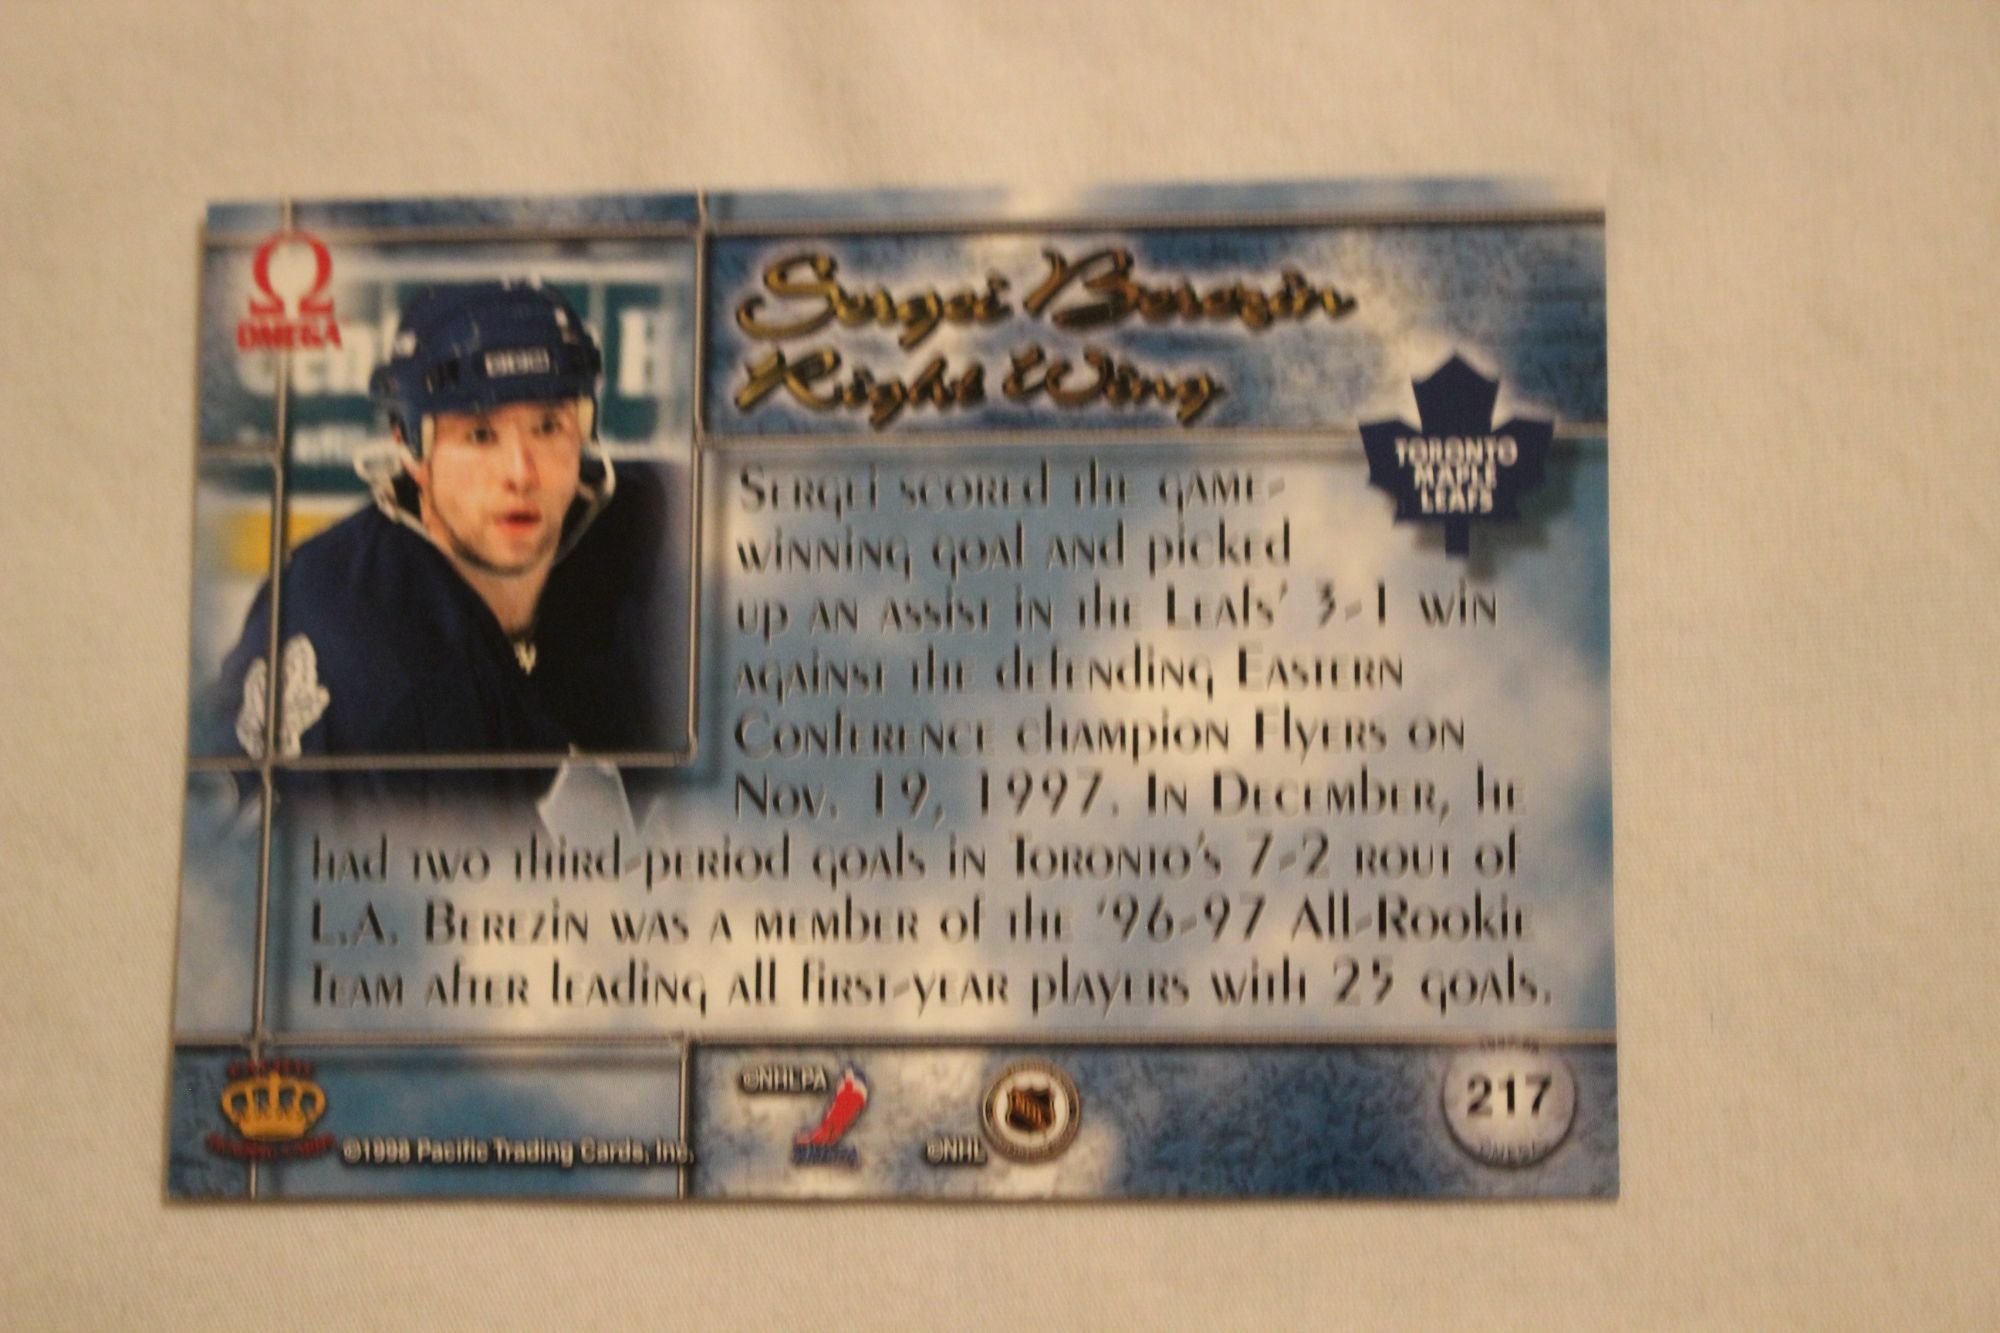 OMEGA
Sergei Berezin
Right Wing
TORONTO
MAPLE
LEAFS
Sergei scored the game-
winning goal and picked
up an assist in the Leafs' 3-1 win
against the defending Eastern
Conference champion Flyers on
Nov. 19, 1997. In December, he
had two third-period goals in Toronto's 7-2 rout of
L.A. Berezin was a member of the '96-97 All-Rookie
Team after leading all first-year players with 25 goals.
©1998 Pacific Trading Cards, Inc.
©NHLPA
©NHL
217